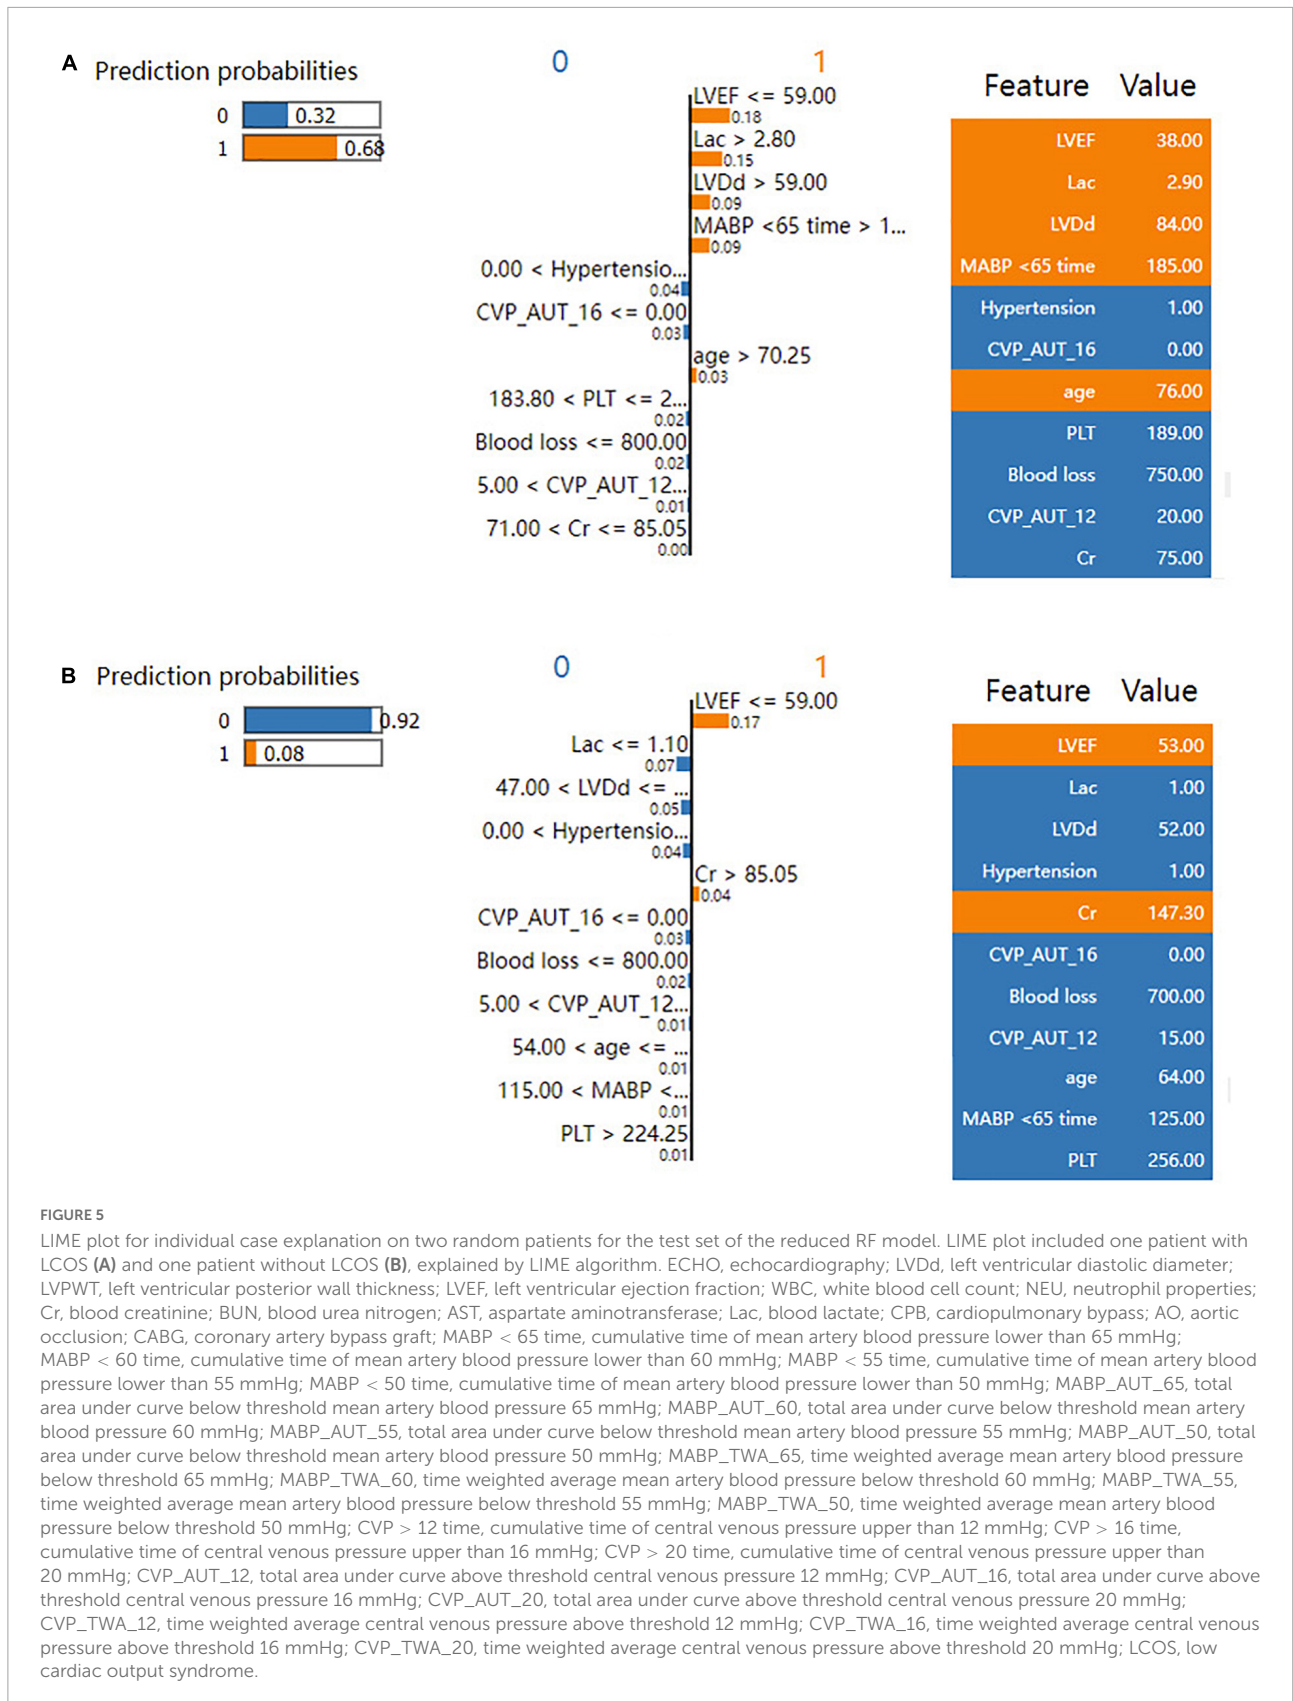 A Prediction probabilities
0 0.32
1 0.68
0 1
LVEF <= 59.00
0.18
Lac > 2.80
0.15
LVDd > 59.00
0.09
MABP <65 time > 1...
0.09
0.00 < Hypertensio...
0.04
CVP_AUT_16 <= 0.00
0.03
age > 70.25
0.03
183.80 < PLT <= 2...
0.02
Blood loss <= 800.00
0.02
5.00 < CVP_AUT_12...
0.01
71.00 < Cr <= 85.05
0.00
Feature Value
LVEF 38.00
Lac 2.90
LVDd 84.00
MABP <65 time 185.00
Hypertension 1.00
CVP_AUT_16 0.00
age 76.00
PLT 189.00
Blood loss 750.00
CVP_AUT_12 20.00
Cr 75.00
B Prediction probabilities
0 0.92
1 0.08
0 1
LVEF <= 59.00
0.17
Lac <= 1.10
0.07
47.00 < LVDd <= ...
0.05
0.00 < Hypertensio...
0.04
Cr > 85.05
0.04
CVP_AUT_16 <= 0.00
0.03
Blood loss <= 800.00
0.02
5.00 < CVP_AUT_12...
0.01
54.00 < age <= ...
0.01
115.00 < MABP <...
0.01
PLT > 224.25
0.01
Feature Value
LVEF 53.00
Lac 1.00
LVDd 52.00
Hypertension 1.00
Cr 147.30
CVP_AUT_16 0.00
Blood loss 700.00
CVP_AUT_12 15.00
age 64.00
MABP <65 time 125.00
PLT 256.00
FIGURE 5
LIME plot for individual case explanation on two random patients for the test set of the reduced RF model. LIME plot included one patient with
LCOS (A) and one patient without LCOS (B), explained by LIME algorithm. ECHO, echocardiography; LVDd, left ventricular diastolic diameter;
LVPWT, left ventricular posterior wall thickness; LVEF, left ventricular ejection fraction; WBC, white blood cell count; NEU, neutrophil properties;
Cr, blood creatinine; BUN, blood urea nitrogen; AST, aspartate aminotransferase; Lac, blood lactate; CPB, cardiopulmonary bypass; AO, aortic
occlusion; CABG, coronary artery bypass graft; MABP < 65 time, cumulative time of mean artery blood pressure lower than 65 mmHg;
MABP < 60 time, cumulative time of mean artery blood pressure lower than 60 mmHg; MABP < 55 time, cumulative time of mean artery blood
pressure lower than 55 mmHg; MABP < 50 time, cumulative time of mean artery blood pressure lower than 50 mmHg; MABP_AUT_65, total
area under curve below threshold mean artery blood pressure 65 mmHg; MABP_AUT_60, total area under curve below threshold mean artery
blood pressure 60 mmHg; MABP_AUT_55, total area under curve below threshold mean artery blood pressure 55 mmHg; MABP_AUT_50, total
area under curve below threshold mean artery blood pressure 50 mmHg; MABP_TWA_65, time weighted average mean artery blood pressure
below threshold 65 mmHg; MABP_TWA_60, time weighted average mean artery blood pressure below threshold 60 mmHg; MABP_TWA_55,
time weighted average mean artery blood pressure below threshold 55 mmHg; MABP_TWA_50, time weighted average mean artery blood
pressure below threshold 50 mmHg; CVP > 12 time, cumulative time of central venous pressure upper than 12 mmHg; CVP > 16 time,
cumulative time of central venous pressure upper than 16 mmHg; CVP > 20 time, cumulative time of central venous pressure upper than
20 mmHg; CVP_AUT_12, total area under curve above threshold central venous pressure 12 mmHg; CVP_AUT_16, total area under curve above
threshold central venous pressure 16 mmHg; CVP_AUT_20, total area under curve above threshold central venous pressure 20 mmHg;
CVP_TWA_12, time weighted average central venous pressure above threshold 12 mmHg; CVP_TWA_16, time weighted average central venous
pressure above threshold 16 mmHg; CVP_TWA_20, time weighted average central venous pressure above threshold 20 mmHg; LCOS, low
cardiac output syndrome.